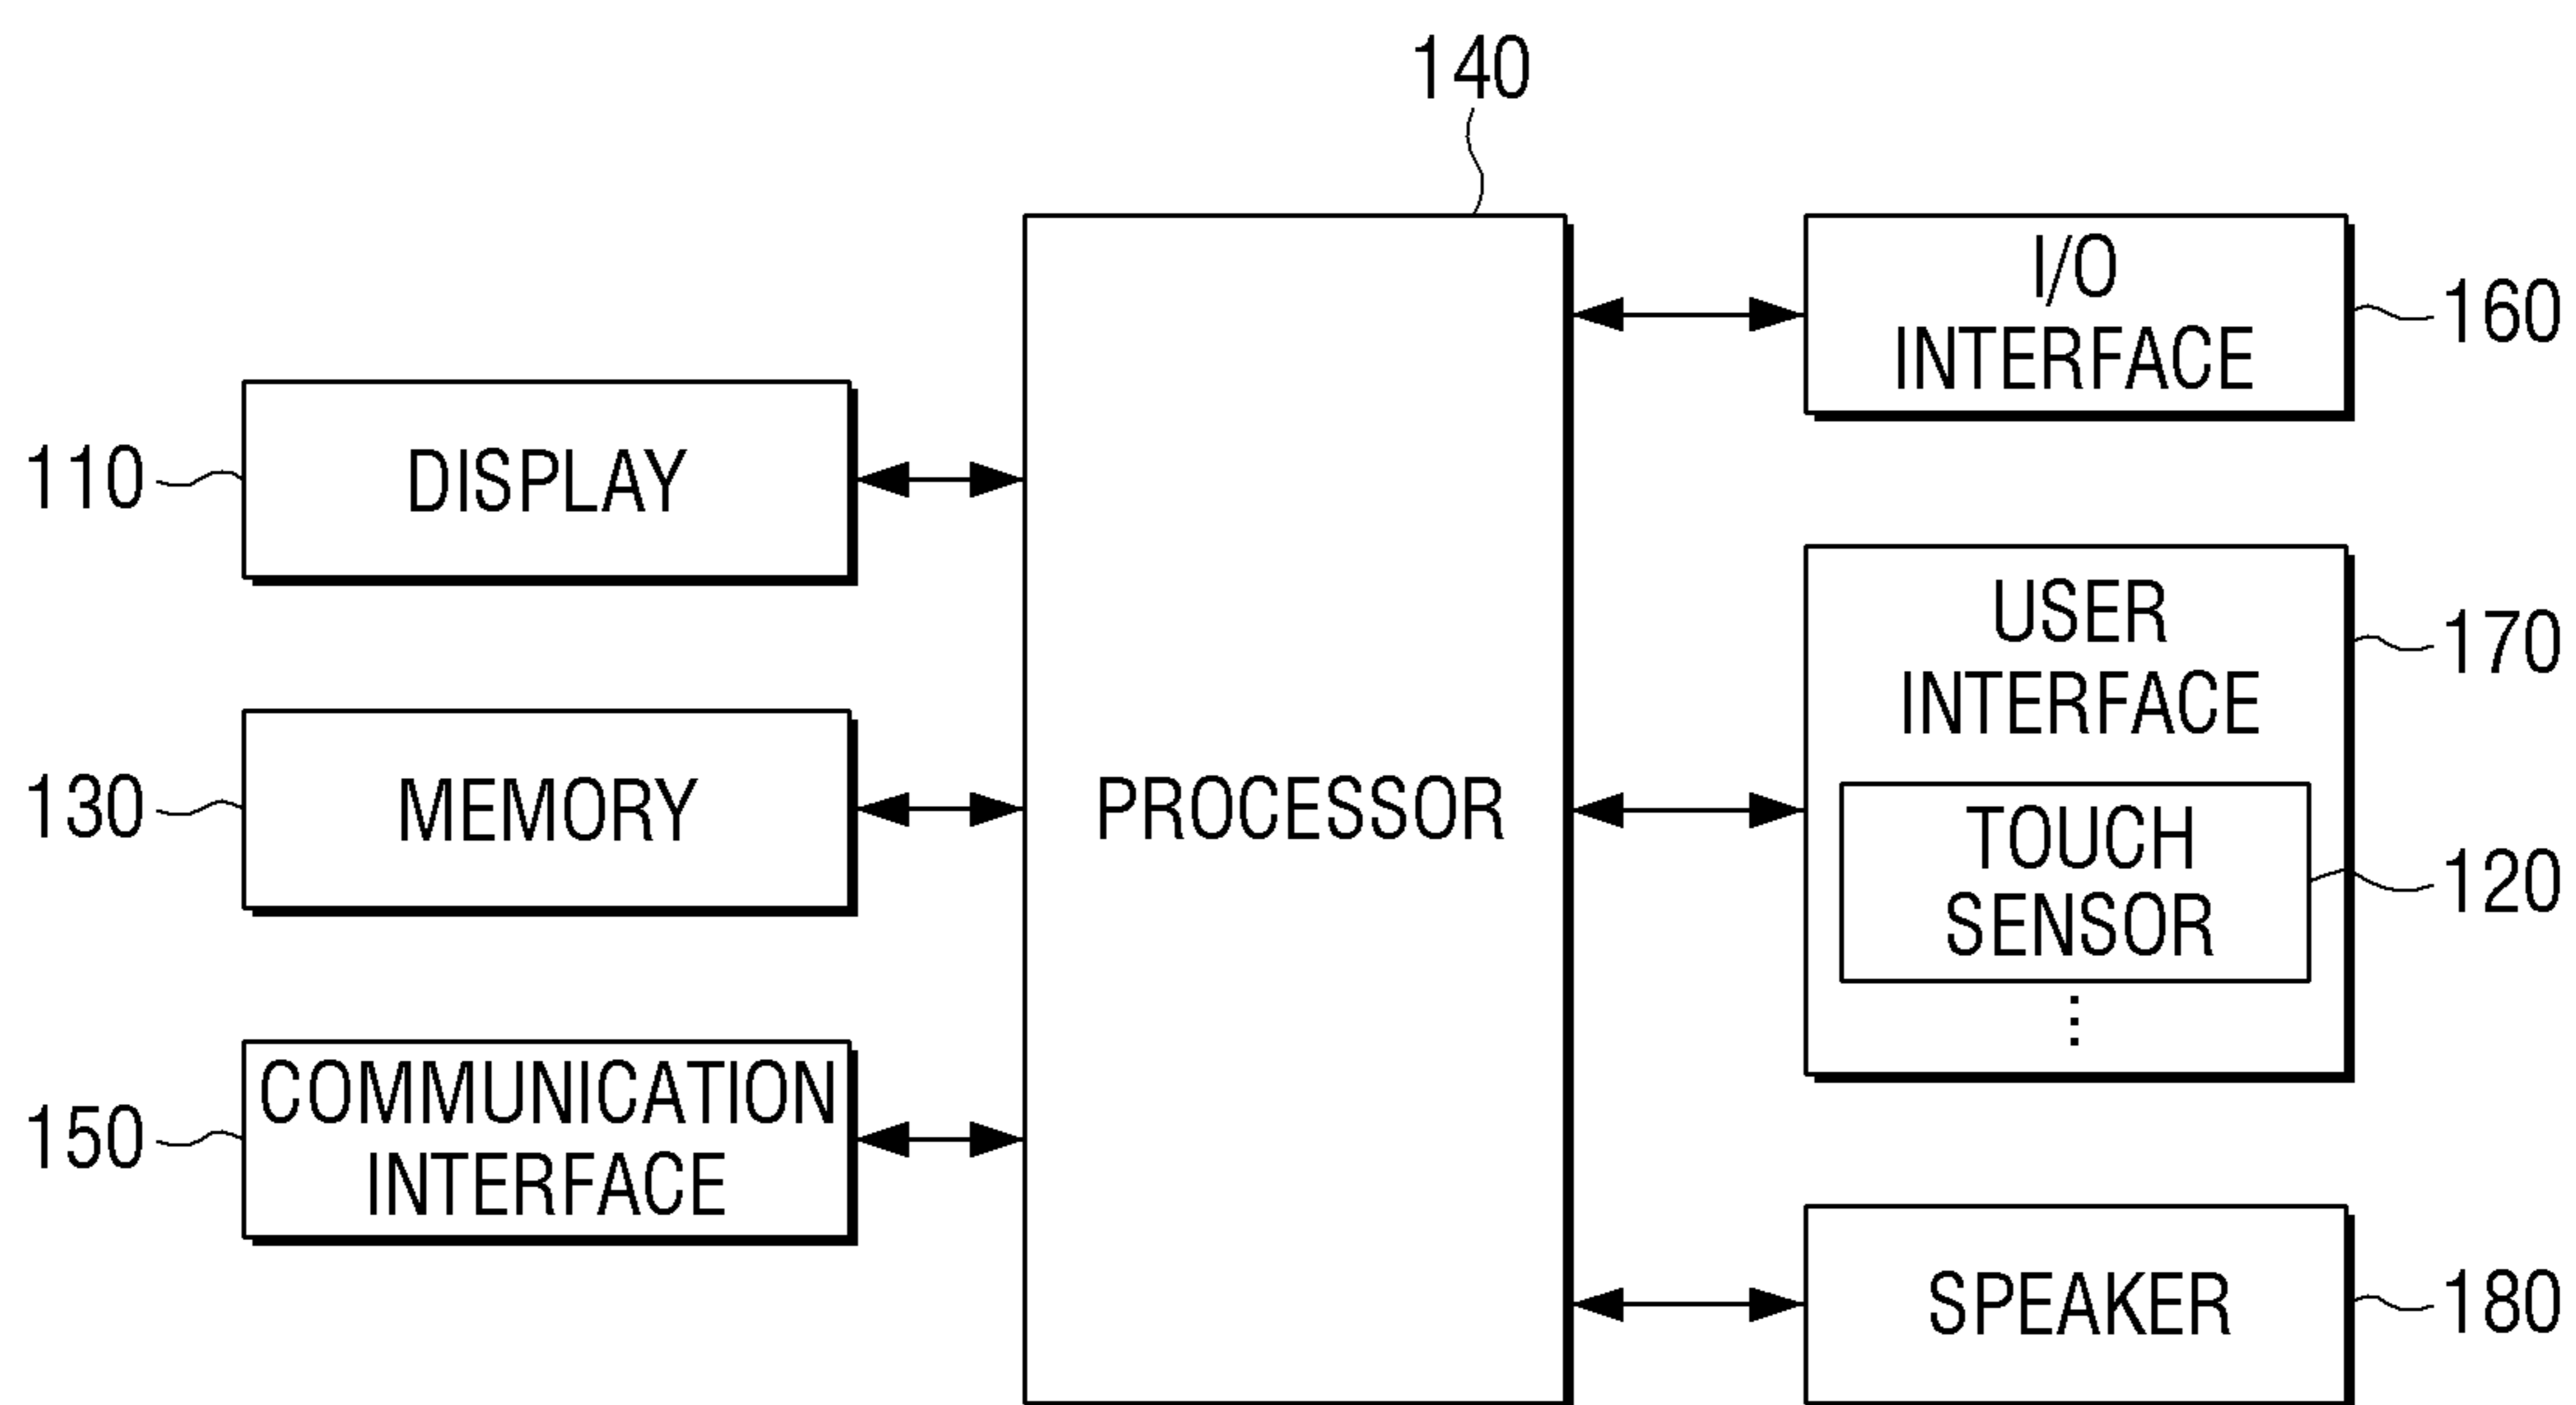 140
I/O
INTERFACE
160
110
DISPLAY
USER
INTERFACE
170
130
MEMORY
PROCESSOR
TOUCH
SENSOR
120
⋮
150
COMMUNICATION
INTERFACE
SPEAKER
180